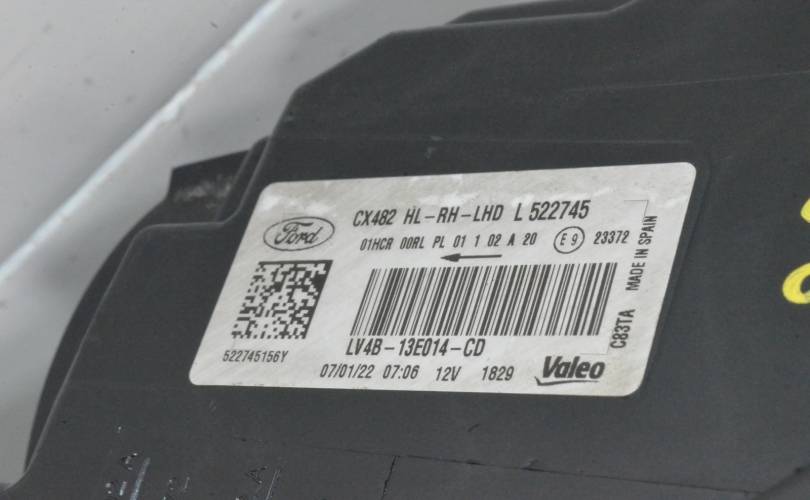 Ford
CX482 HL-RH-LHD L 522745
01HCR 00RL PL 01 1 02 A 20 E9 23372
MADE IN SPAIN
C83TA
522745156Y
LV4B-13E014-CD
07/01/22 07:06 12V 1829 Valeo